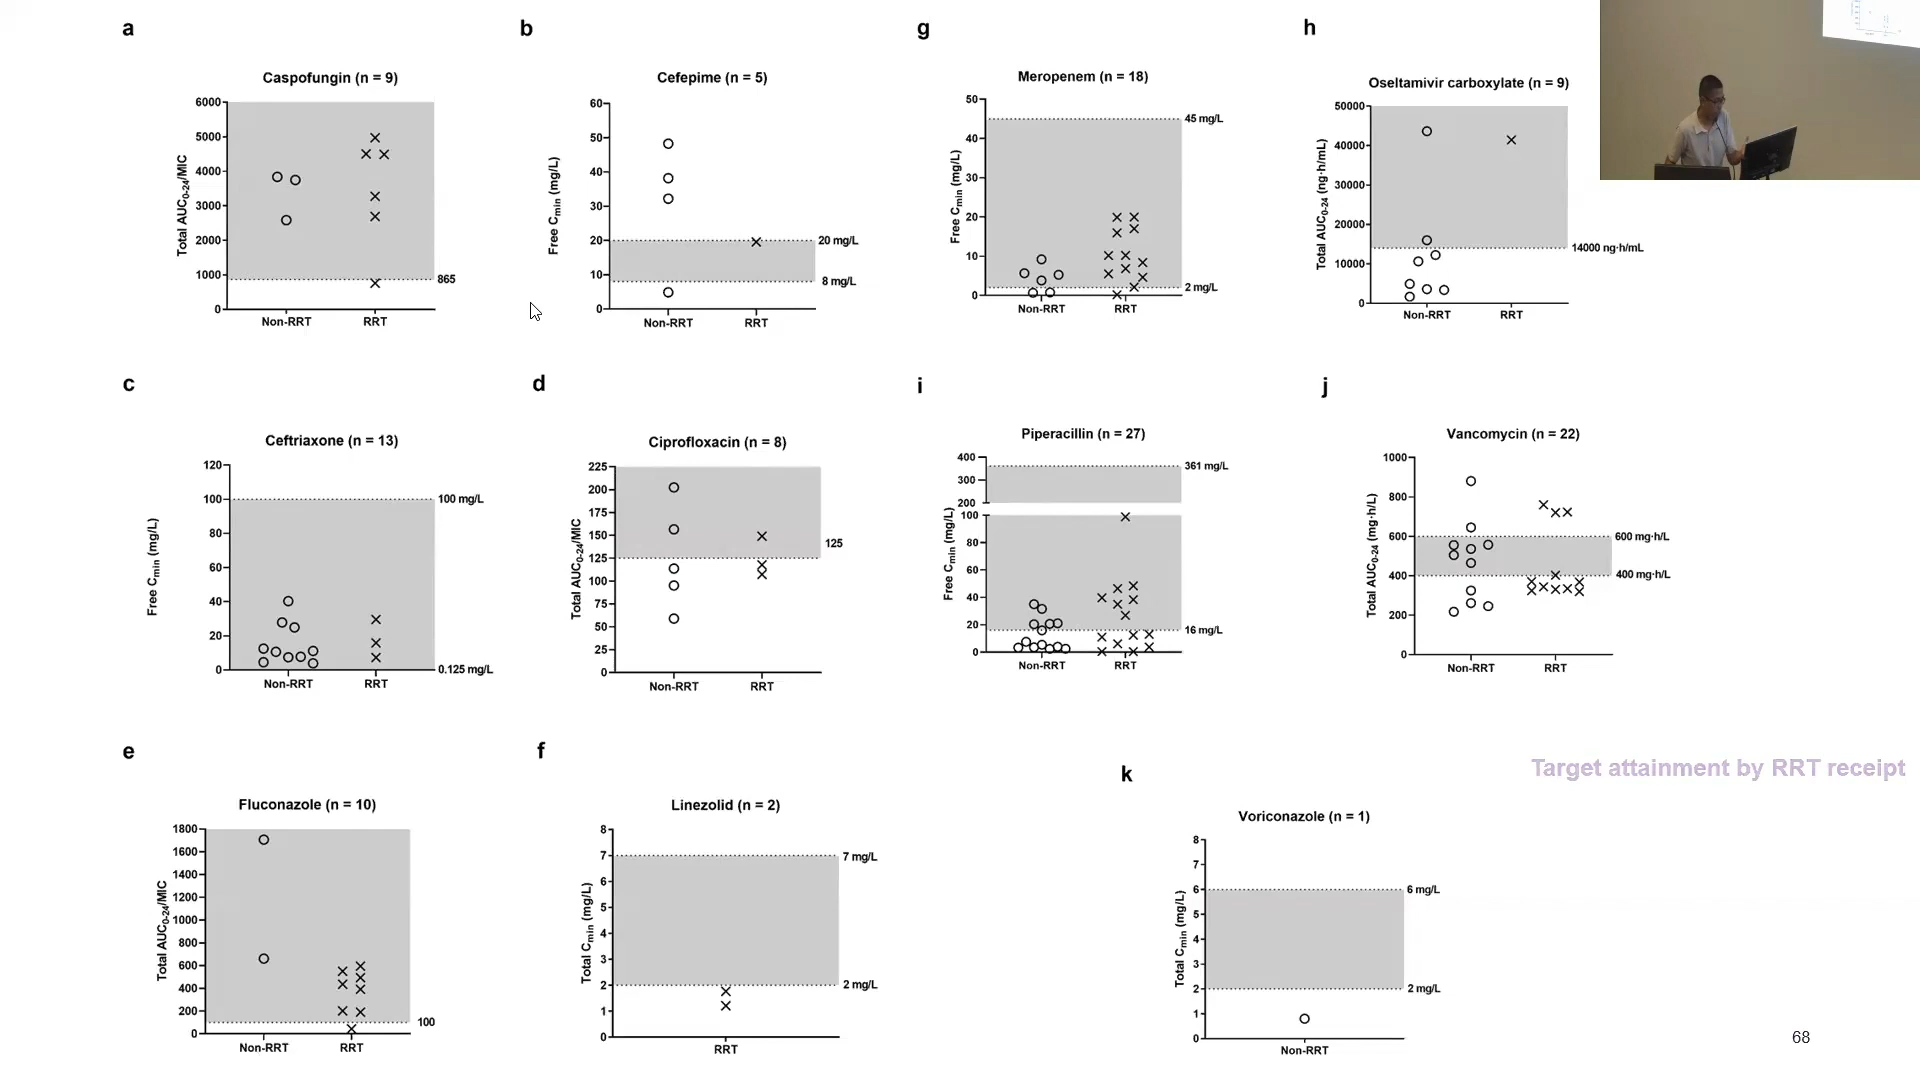 a
Caspofungin (n = 9)
Total AUC0-24/MIC
6000
5000
4000
3000
2000
1000
0
865
Non-RRT RRT
b
Cefepime (n = 5)
Free Cmin (mg/L)
60
50
40
30
20
10
0
20 mg/L
8 mg/L
Non-RRT RRT
g
Meropenem (n = 18)
Free Cmin (mg/L)
50
40
30
20
10
0
45 mg/L
2 mg/L
Non-RRT RRT
h
Oseltamivir carboxylate (n = 9)
Total AUC0-24 (ng·h/mL)
50000
40000
30000
20000
10000
0
14000 ng·h/mL
Non-RRT RRT
c
Ceftriaxone (n = 13)
Free Cmin (mg/L)
120
100
80
60
40
20
0
100 mg/L
0.125 mg/L
Non-RRT RRT
d
Ciprofloxacin (n = 8)
Total AUC0-24/MIC
225
200
175
150
125
100
75
50
25
0
125
Non-RRT RRT
i
Piperacillin (n = 27)
Free Cmin (mg/L)
400
300
200
100
80
60
40
20
0
361 mg/L
16 mg/L
Non-RRT RRT
j
Vancomycin (n = 22)
Total AUC0-24 (mg·h/L)
1000
800
600
400
200
0
600 mg·h/L
400 mg·h/L
Non-RRT RRT
e
Fluconazole (n = 10)
Total AUC0-24/MIC
1800
1600
1400
1200
1000
800
600
400
200
0
100
Non-RRT RRT
f
Linezolid (n = 2)
Total Cmin (mg/L)
8
7
6
5
4
3
2
1
0
7 mg/L
2 mg/L
RRT
k
Voriconazole (n = 1)
Total Cmin (mg/L)
8
7
6
5
4
3
2
1
0
6 mg/L
2 mg/L
Non-RRT
Target attainment by RRT receipt
68